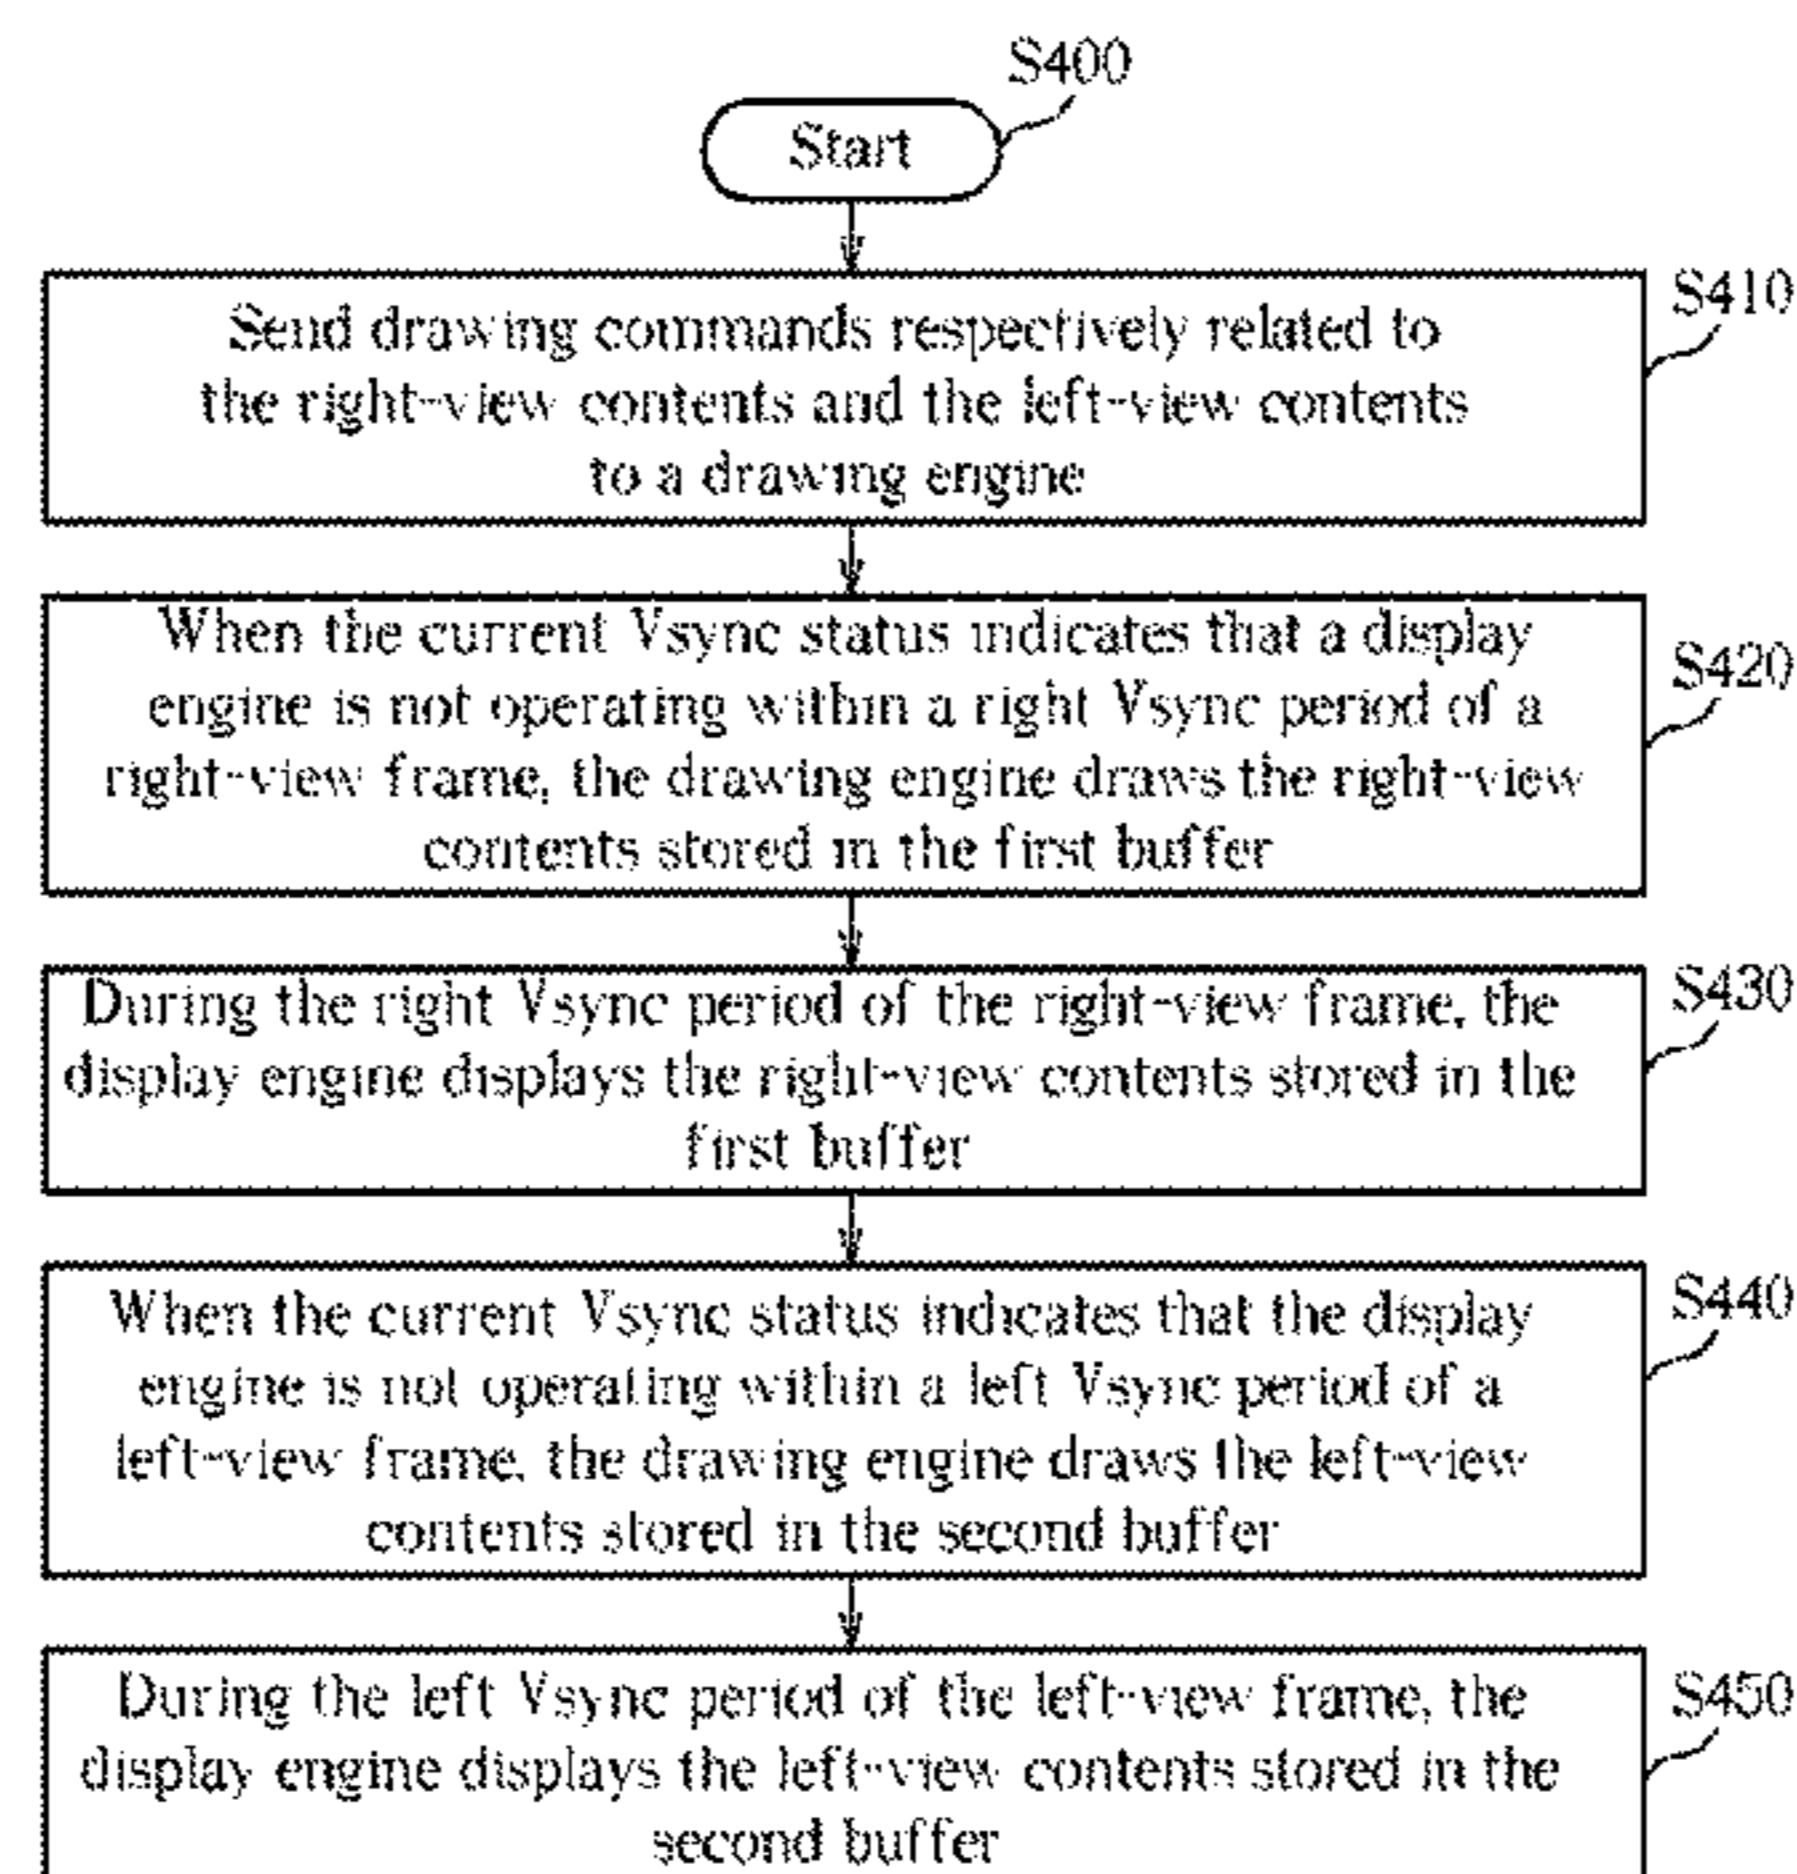 S400
Start
S410
Send drawing commands respectively related to
the right-view contents and the left-view contents
to a drawing engine
When the current Vsync status indicates that a display
S420
engine is not operating within a right Vsync period of a
right-view frame, the drawing engine draws the right-view
contents stored in the first buffer
During the right Vsync period of the right-view frame, the
S430
display engine displays the right-view contents stored in the
first buffer
When the current Vsync status indicates that the display
S440
engine is not operating within a left Vsync period of a
left-view frame, the drawing engine draws the left-view
contents stored in the second buffer
During the left Vsync period of the left-view frame, the
S450
display engine displays the left-view contents stored in the
second buffer